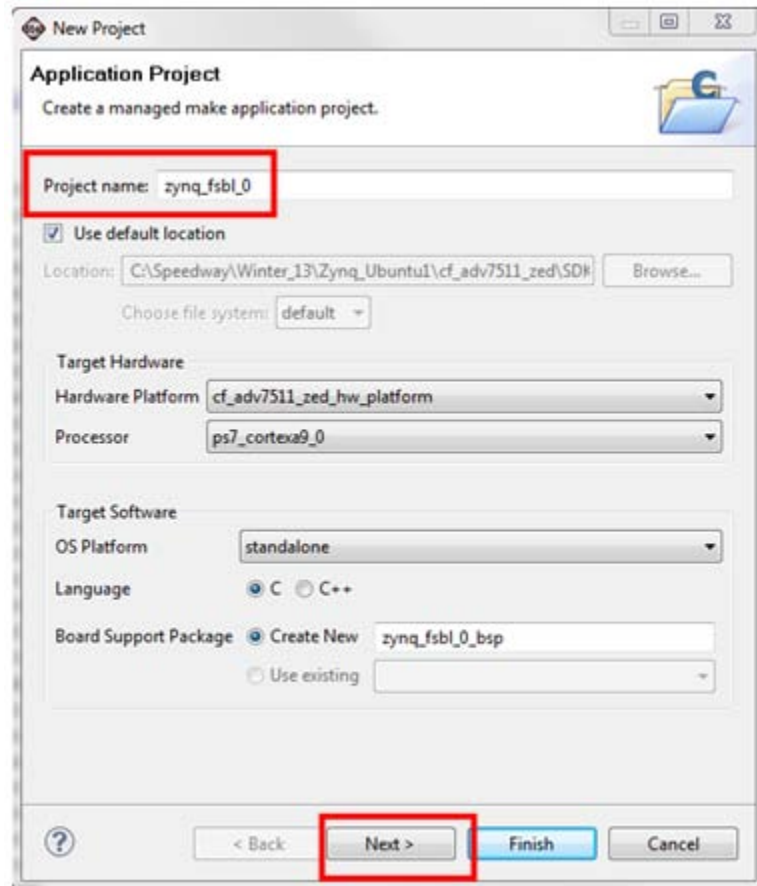 New Project
Application Project
Create a managed make application project.
Project name: zynq_fsbl_0
Use default location
Location: C:\Speedway\Winter_13\Zynq_Ubuntu1\cf_adv7511_zed\SDK
Browse...
Choose file system: default
Target Hardware
Hardware Platform cf_adv7511_zed_hw_platform
Processor ps7_cortexa9_0
Target Software
OS Platform standalone
Language C C++
Board Support Package Create New zynq_fsbl_0_bsp
Use existing
? < Back Next > Finish Cancel